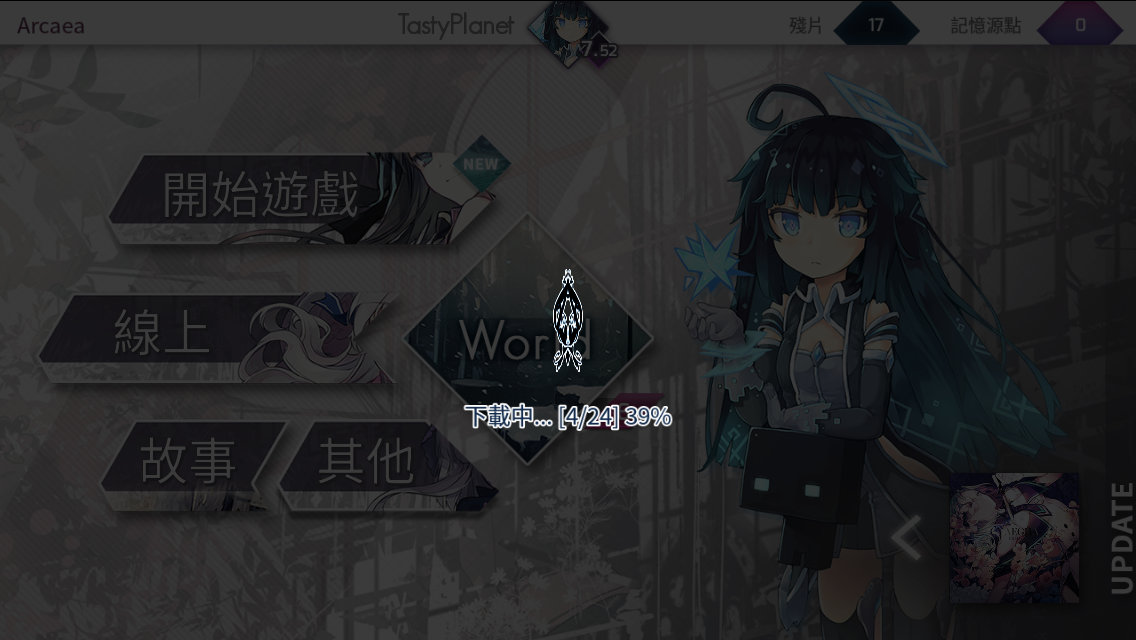 Arcaea
TastyPlanet
7.52
殘片
17
記憶源點
0
開始遊戲
NEW
線上
World
下載中... [4/24] 39%
故事
其他
UPDATE